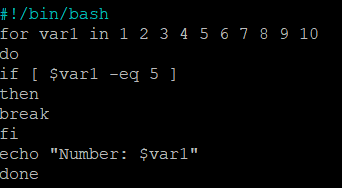 #!/bin/bash
for var1 in 1 2 3 4 5 6 7 8 9 10
do
if [ $var1 -eq 5 ]
then
break
fi
echo "Number: $var1"
done